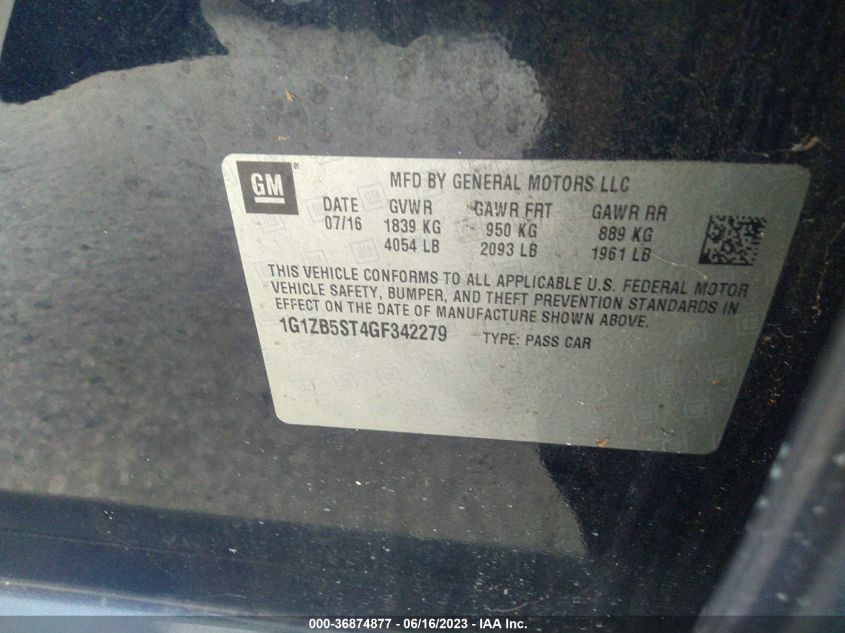 GM®
MFD BY GENERAL MOTORS LLC
DATE GVWR GAWR FRT GAWR RR
07/16 1839 KG 950 KG 889 KG
4054 LB 2093 LB 1961 LB
THIS VEHICLE CONFORMS TO ALL APPLICABLE U.S. FEDERAL MOTOR
VEHICLE SAFETY, BUMPER, AND THEFT PREVENTION STANDARDS IN
EFFECT ON THE DATE OF MANUFACTURE SHOWN ABOVE.
1G1ZB5ST4GF342279 TYPE: PASS CAR
000-36874877 - 06/16/2023 - IAA Inc.